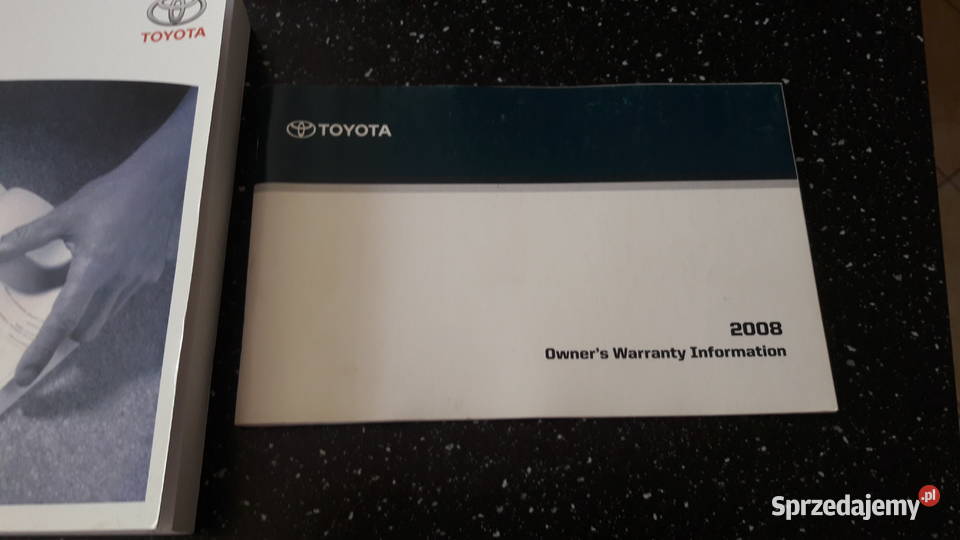 TOYOTA
TOYOTA
2008
Owner's Warranty Information
Sprzedajemy.pl